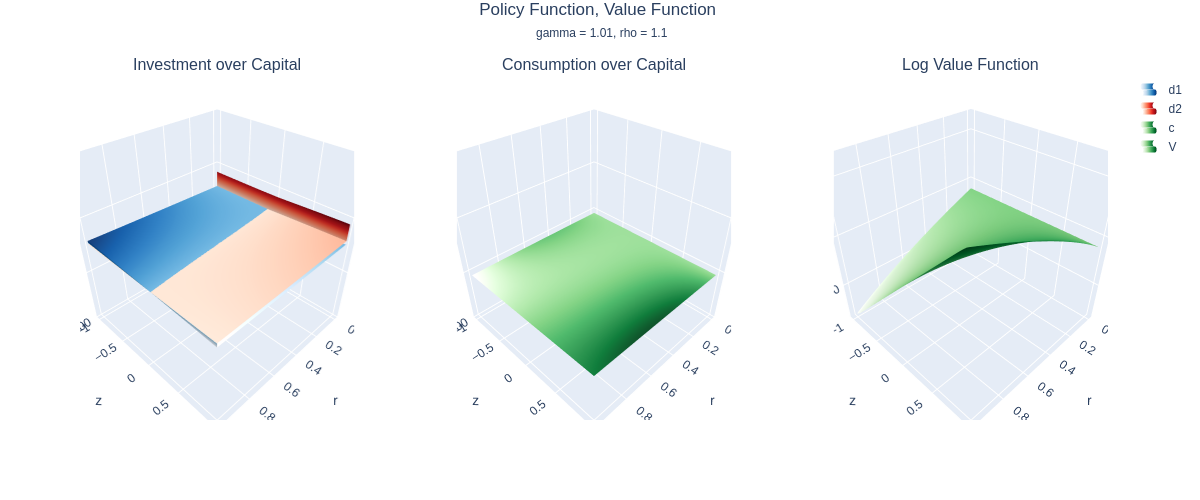 Policy Function, Value Function
gamma = 1.01, rho = 1.1
Investment over Capital
Consumption over Capital
Log Value Function
d1
d2
c
V
−0.5
0
0.5
z
0
0.2
0.4
0.6
0.8
r
−0.5
0
0.5
z
0
0.2
0.4
0.6
0.8
r
0
−1
−0.5
0
0.5
z
0
0.2
0.4
0.6
0.8
r